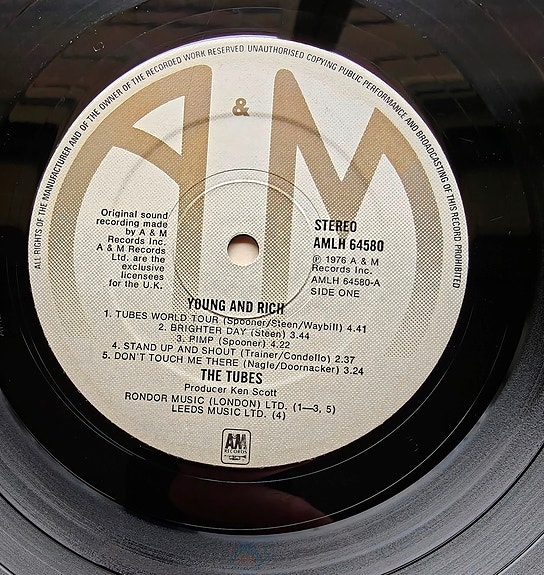 ALL RIGHTS OF THE MANUFACTURER AND OF THE OWNER OF THE RECORDED WORK RESERVED. UNAUTHORISED COPYING PUBLIC PERFORMANCE AND BROADCASTING OF THIS RECORD PROHIBITED
A & M
Original sound
recording made
by A & M
Records Inc.
A & M Records
Ltd. are the
exclusive
licensees
for the U.K.
STEREO
AMLH 64580
Ⓟ 1976 A & M
Records Inc.
AMLH 64580-A
SIDE ONE
YOUNG AND RICH
1. TUBES WORLD TOUR (Spooner/Steen/Waybill) 4.41
2. BRIGHTER DAY (Steen) 3.44
3. PIMP (Spooner) 4.22
4. STAND UP AND SHOUT (Trainer/Condello) 2.37
5. DON'T TOUCH ME THERE (Nagle/Doornacker) 3.24
THE TUBES
Producer Ken Scott
RONDOR MUSIC (LONDON) LTD. (1—3, 5)
LEEDS MUSIC LTD. (4)
AM
RECORDS